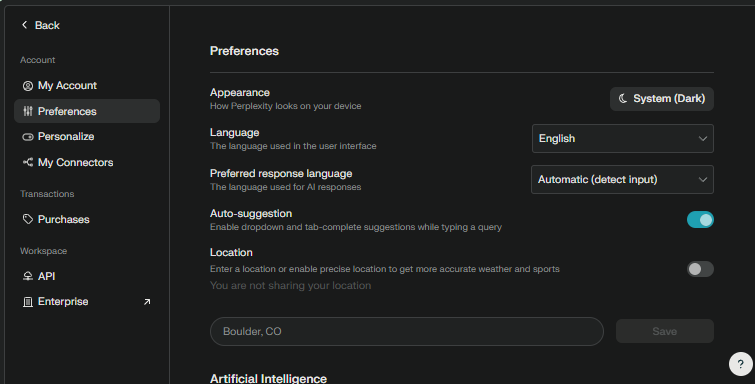 Back
Account
My Account
Preferences
Personalize
My Connectors
Transactions
Purchases
Workspace
API
Enterprise
Preferences
Appearance
How Perplexity looks on your device
System (Dark)
Language
The language used in the user interface
English
Preferred response language
The language used for AI responses
Automatic (detect input)
Auto-suggestion
Enable dropdown and tab-complete suggestions while typing a query
Location
Enter a location or enable precise location to get more accurate weather and sports
You are not sharing your location
Boulder, CO
Save
Artificial Intelligence
?